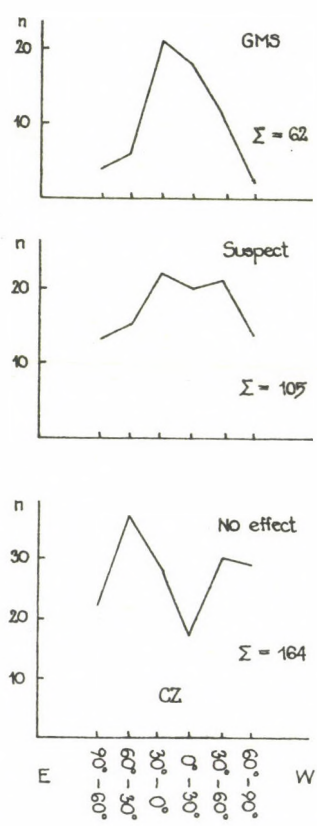 n
GMS
20
10
Σ = 62
n
Suspect
20
10
Σ = 105
n
No effect
30
20
Σ = 164
10
CZ
E
90°-60°
60°-30°
30°-0°
0°-30°
30°-60°
60°-90°
W